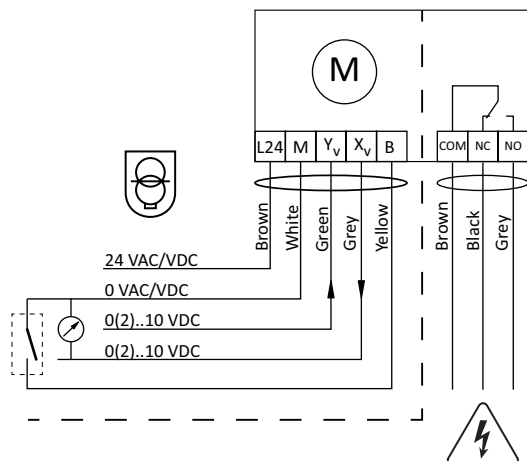 M
L24 M Yv Xv B
COM NC NO
Brown
White
Green
Grey
Yellow
Brown
Black
Grey
24 VAC/VDC
0 VAC/VDC
0(2)..10 VDC
0(2)..10 VDC